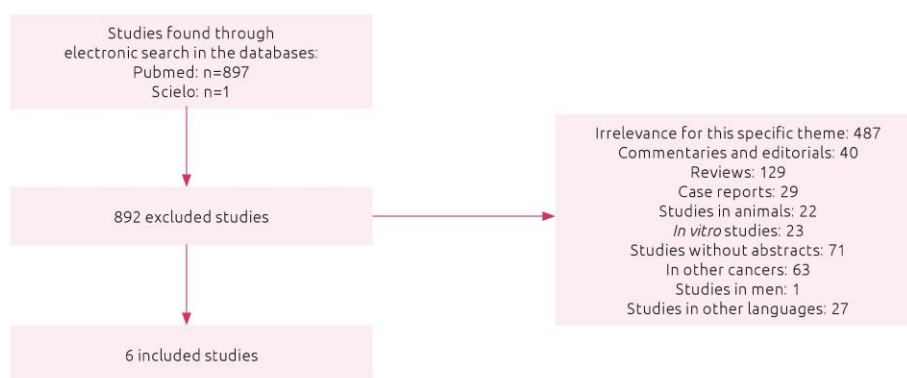 Studies found through
electronic search in the databases:
Pubmed: n=897
Scielo: n=1
892 excluded studies
Irrelevance for this specific theme: 487
Commentaries and editorials: 40
Reviews: 129
Case reports: 29
Studies in animals: 22
In vitro studies: 23
Studies without abstracts: 71
In other cancers: 63
Studies in men: 1
Studies in other languages: 27
6 included studies